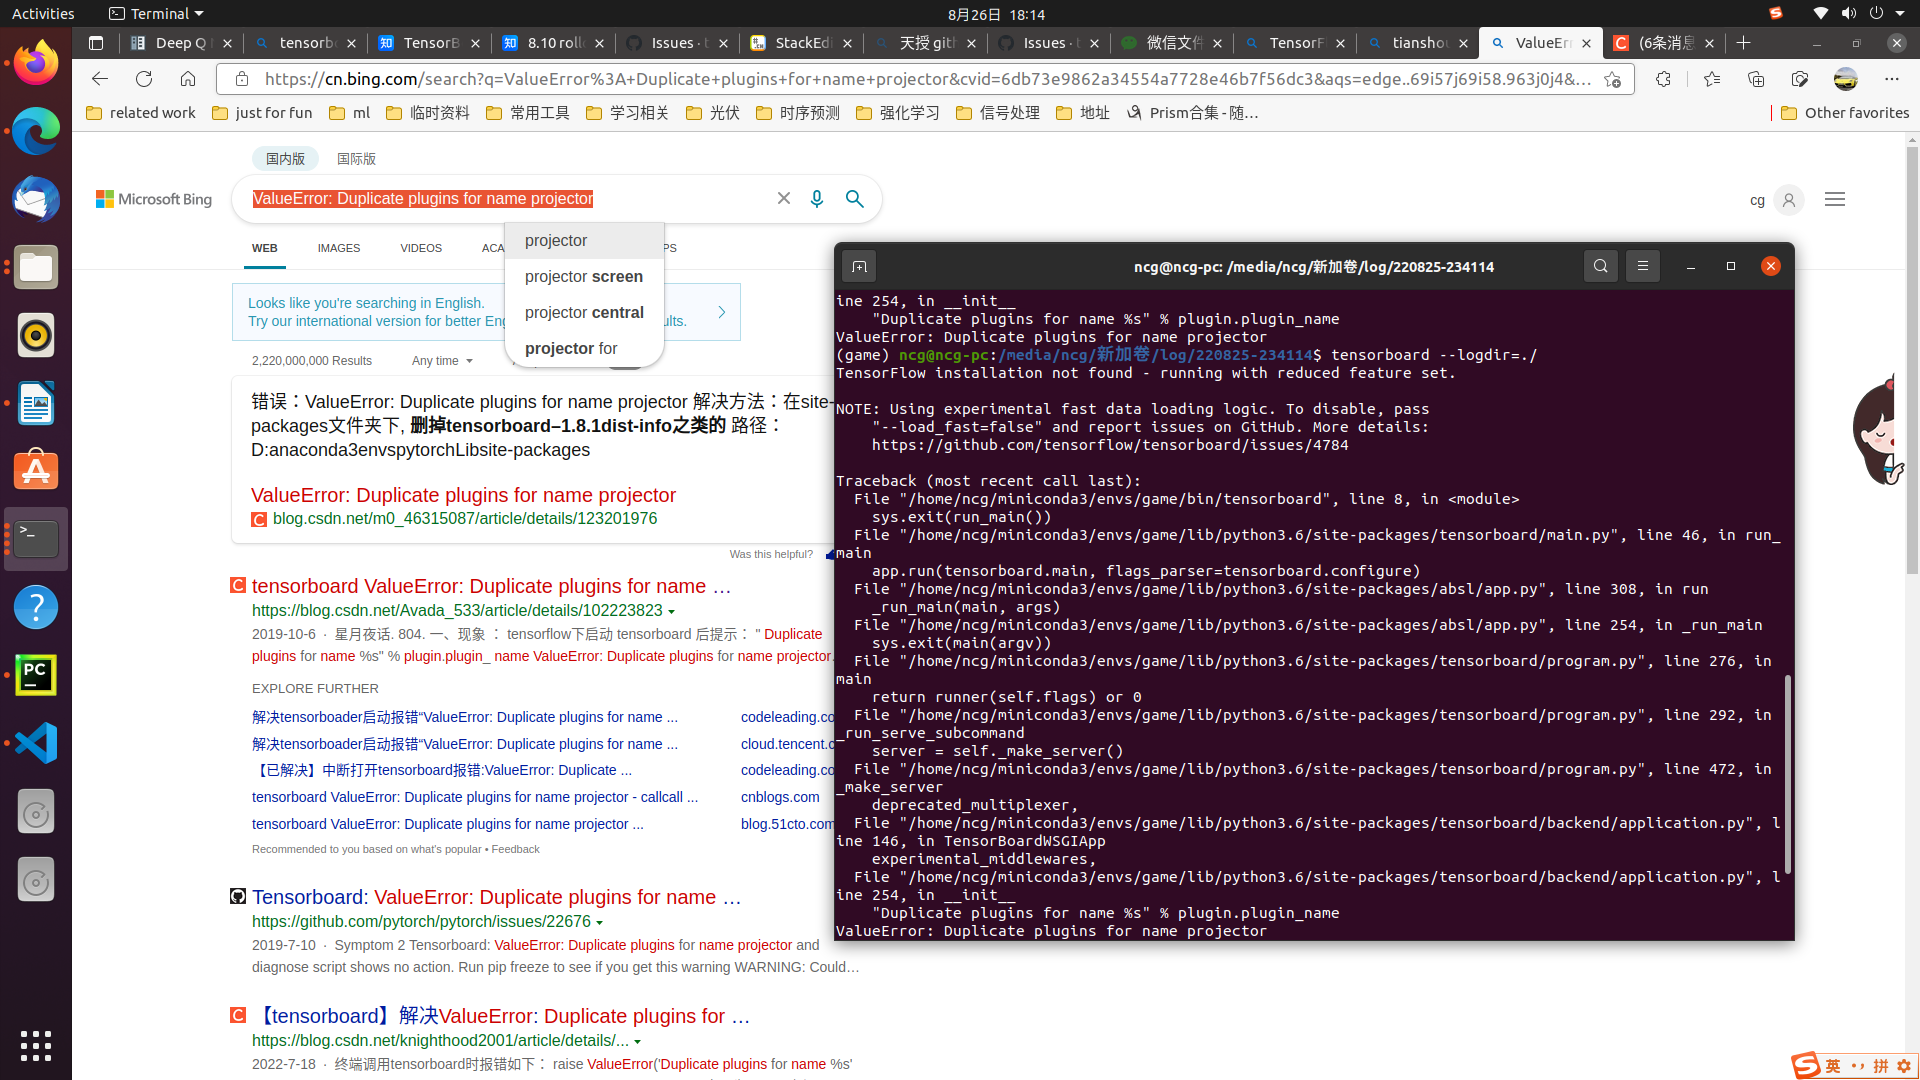 Activities
Terminal
8月26日 18:14
Deep Q
tensorb
TensorB
8.10 roll
Issues · t
StackEdi
天授 gith
Issues · t
微信文件
TensorF
tianshou
ValueErr
(6条消息
https://cn.bing.com/search?q=ValueError%3A+Duplicate+plugins+for+name+projector&cvid=6db73e9862a34554a7728e46b7f56dc3&aqs=edge..69i57j69i58.963j0j4&...
related work
just for fun
ml
临时资料
常用工具
学习相关
光伏
时序预测
强化学习
信号处理
地址
Prism合集 - 随...
Other favorites
国内版
国际版
Microsoft Bing
ValueError: Duplicate plugins for name projector
cg
projector
projector screen
projector central
projector for
WEB
IMAGES
VIDEOS
ACA
PS
Looks like you're searching in English.
Try our international version for better Eng
ults.
2,220,000,000 Results
Any time
错误：ValueError: Duplicate plugins for name projector 解决方法：在site-
packages文件夹下, 删掉tensorboard–1.8.1dist-info之类的 路径：
D:anaconda3envspytorchLibsite-packages
ValueError: Duplicate plugins for name projector
blog.csdn.net/m0_46315087/article/details/123201976
Was this helpful?
tensorboard ValueError: Duplicate plugins for name …
https://blog.csdn.net/Avada_533/article/details/102223823
2019-10-6 · 星月夜话. 804. 一、现象 ： tensorflow下启动 tensorboard 后提示： " Duplicate
plugins for name %s" % plugin.plugin_ name ValueError: Duplicate plugins for name projector.
EXPLORE FURTHER
解决tensorboader启动报错“ValueError: Duplicate plugins for name ...
codeleading.co
解决tensorboader启动报错“ValueError: Duplicate plugins for name ...
cloud.tencent.c
【已解决】中断打开tensorboard报错:ValueError: Duplicate ...
codeleading.co
tensorboard ValueError: Duplicate plugins for name projector - callcall ...
cnblogs.com
tensorboard ValueError: Duplicate plugins for name projector ...
blog.51cto.com
Recommended to you based on what's popular • Feedback
Tensorboard: ValueError: Duplicate plugins for name …
https://github.com/pytorch/pytorch/issues/22676
2019-7-10 · Symptom 2 Tensorboard: ValueError: Duplicate plugins for name projector and
diagnose script shows no action. Run pip freeze to see if you get this warning WARNING: Could…
【tensorboard】解决ValueError: Duplicate plugins for …
https://blog.csdn.net/knighthood2001/article/details/...
2022-7-18 · 终端调用tensorboard时报错如下： raise ValueError('Duplicate plugins for name %s'
ncg@ncg-pc: /media/ncg/新加卷/log/220825-234114
ine 254, in __init__
"Duplicate plugins for name %s" % plugin.plugin_name
ValueError: Duplicate plugins for name projector
(game) ncg@ncg-pc:/media/ncg/新加卷/log/220825-234114$ tensorboard --logdir=./
TensorFlow installation not found - running with reduced feature set.
NOTE: Using experimental fast data loading logic. To disable, pass
"--load_fast=false" and report issues on GitHub. More details:
https://github.com/tensorflow/tensorboard/issues/4784
Traceback (most recent call last):
File "/home/ncg/miniconda3/envs/game/bin/tensorboard", line 8, in <module>
sys.exit(run_main())
File "/home/ncg/miniconda3/envs/game/lib/python3.6/site-packages/tensorboard/main.py", line 46, in run_
main
app.run(tensorboard.main, flags_parser=tensorboard.configure)
File "/home/ncg/miniconda3/envs/game/lib/python3.6/site-packages/absl/app.py", line 308, in run
_run_main(main, args)
File "/home/ncg/miniconda3/envs/game/lib/python3.6/site-packages/absl/app.py", line 254, in _run_main
sys.exit(main(argv))
File "/home/ncg/miniconda3/envs/game/lib/python3.6/site-packages/tensorboard/program.py", line 276, in
main
return runner(self.flags) or 0
File "/home/ncg/miniconda3/envs/game/lib/python3.6/site-packages/tensorboard/program.py", line 292, in
_run_serve_subcommand
server = self._make_server()
File "/home/ncg/miniconda3/envs/game/lib/python3.6/site-packages/tensorboard/program.py", line 472, in
_make_server
deprecated_multiplexer,
File "/home/ncg/miniconda3/envs/game/lib/python3.6/site-packages/tensorboard/backend/application.py", l
ine 146, in TensorBoardWSGIApp
experimental_middlewares,
File "/home/ncg/miniconda3/envs/game/lib/python3.6/site-packages/tensorboard/backend/application.py", l
ine 254, in __init__
"Duplicate plugins for name %s" % plugin.plugin_name
ValueError: Duplicate plugins for name projector
英
拼